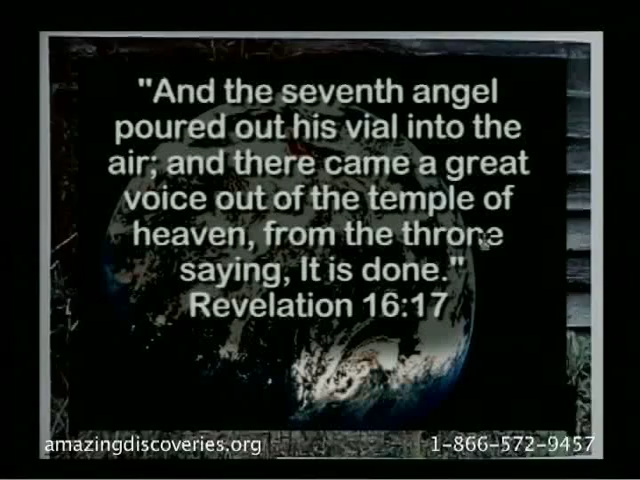 "And the seventh angel
poured out his vial into the
air; and there came a great
voice out of the temple of
heaven, from the throne
saying, It is done."
Revelation 16:17
amazingdiscoveries.org
1-866-572-9457